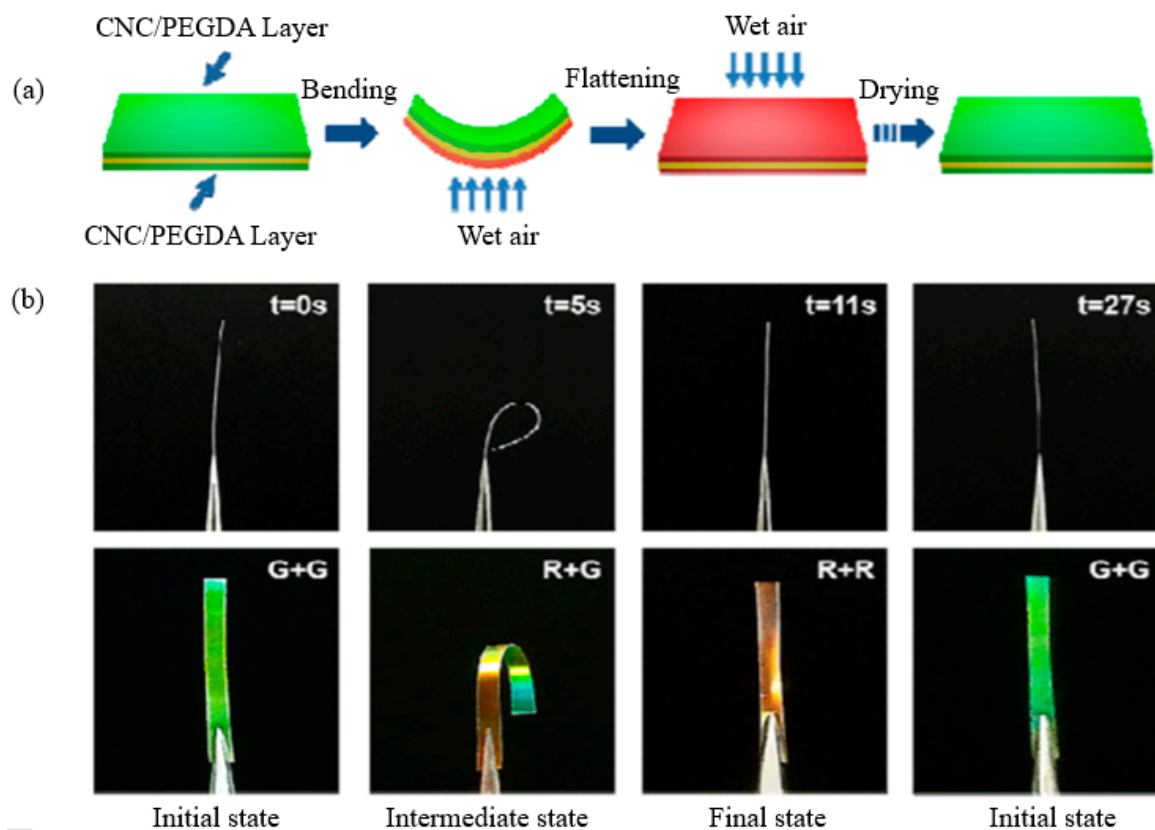 CNC/PEGDA Layer
Wet air
(a)
Bending
Flattening
Drying
CNC/PEGDA Layer
Wet air
(b)
t=0s
t=5s
t=11s
t=27s
G+G
R+G
R+R
G+G
Initial state
Intermediate state
Final state
Initial state